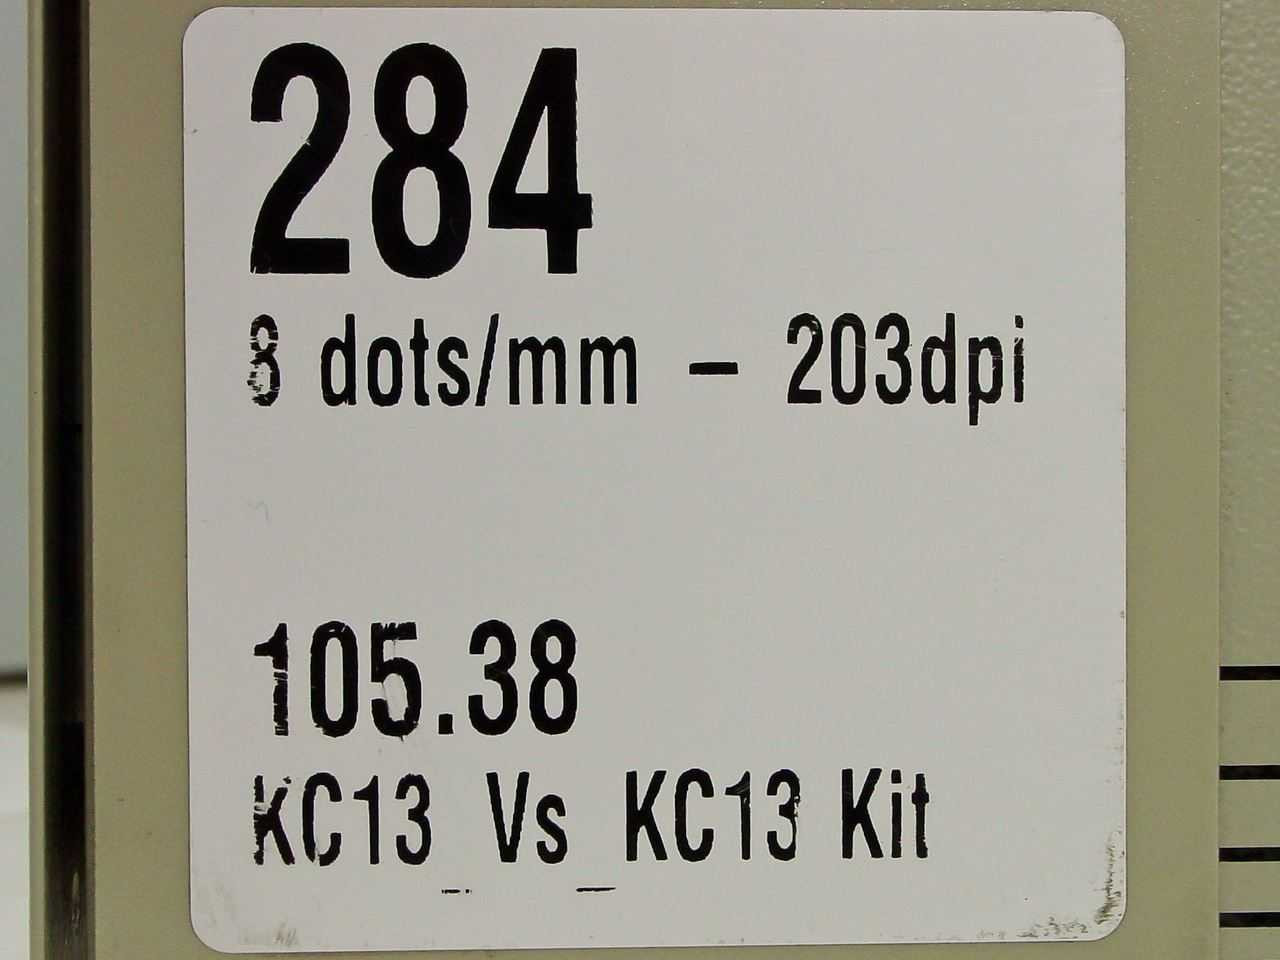 284
8 dots/mm - 203dpi
105.38
KC13_Vs_KC13 Kit